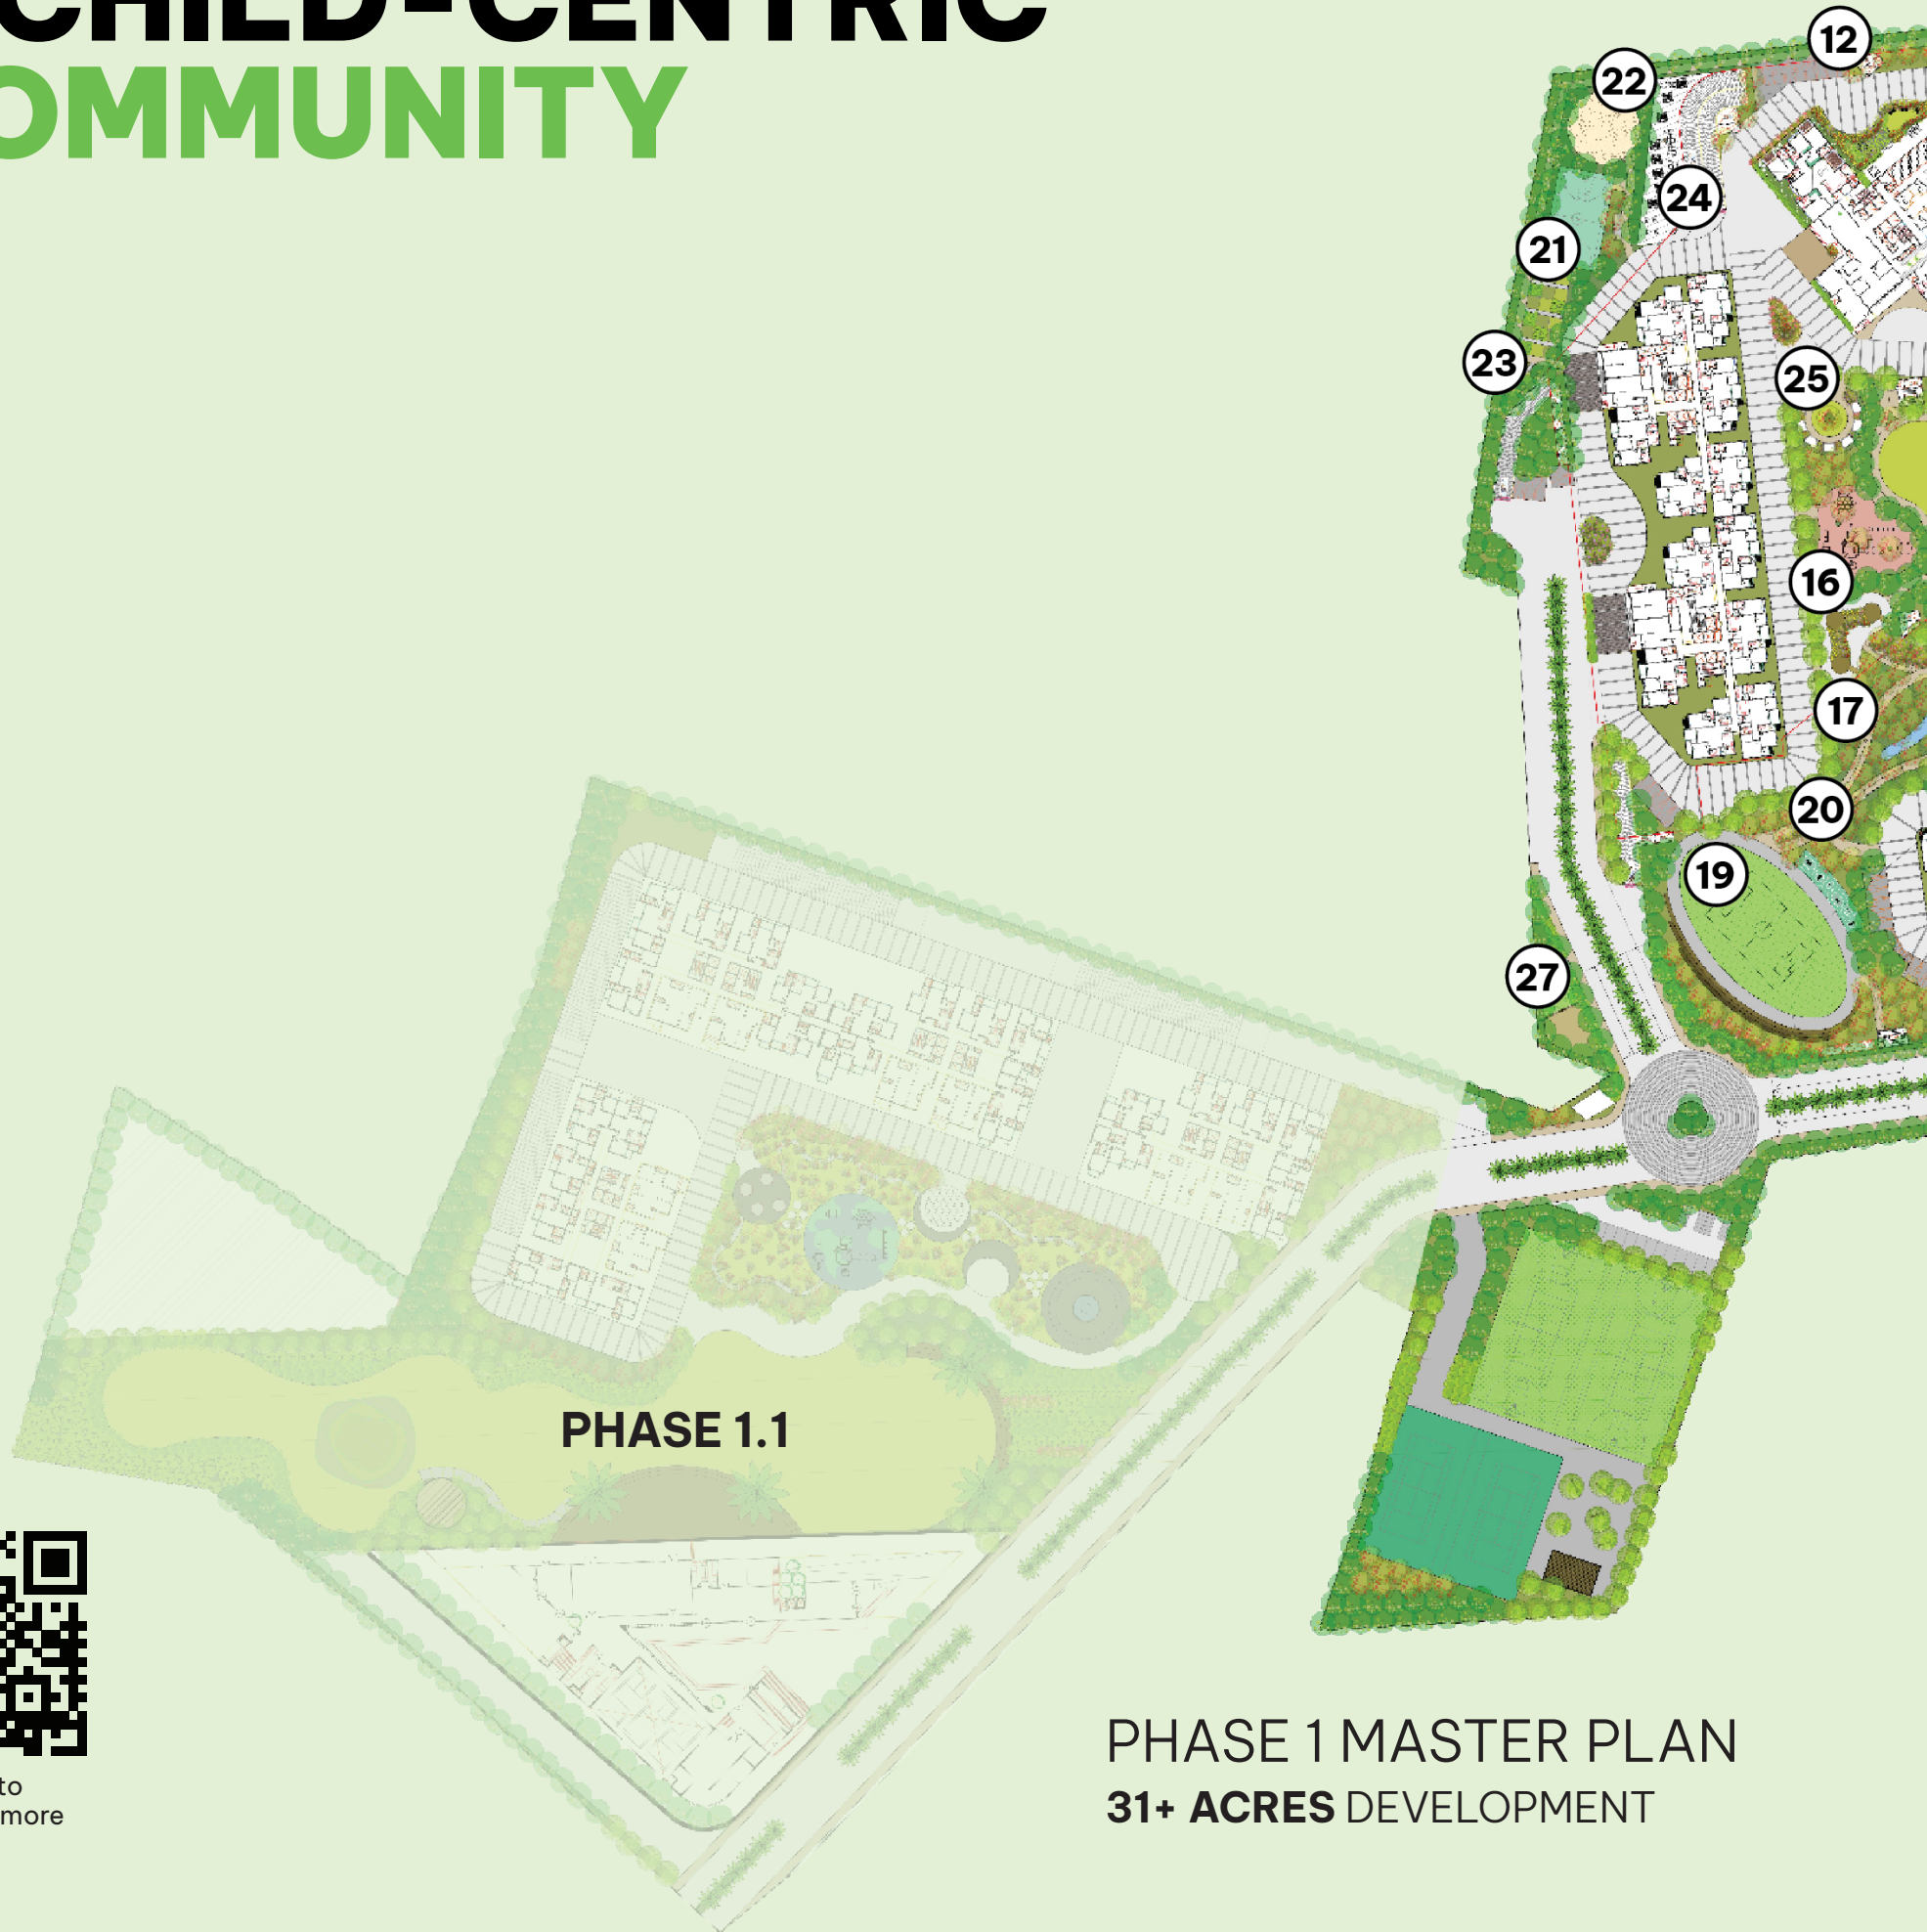 CHILD-CENTRIC
OMMUNITY
12
22
24
21
23
25
16
17
20
19
27
PHASE 1.1
to
more
PHASE 1 MASTER PLAN
31+ ACRES DEVELOPMENT